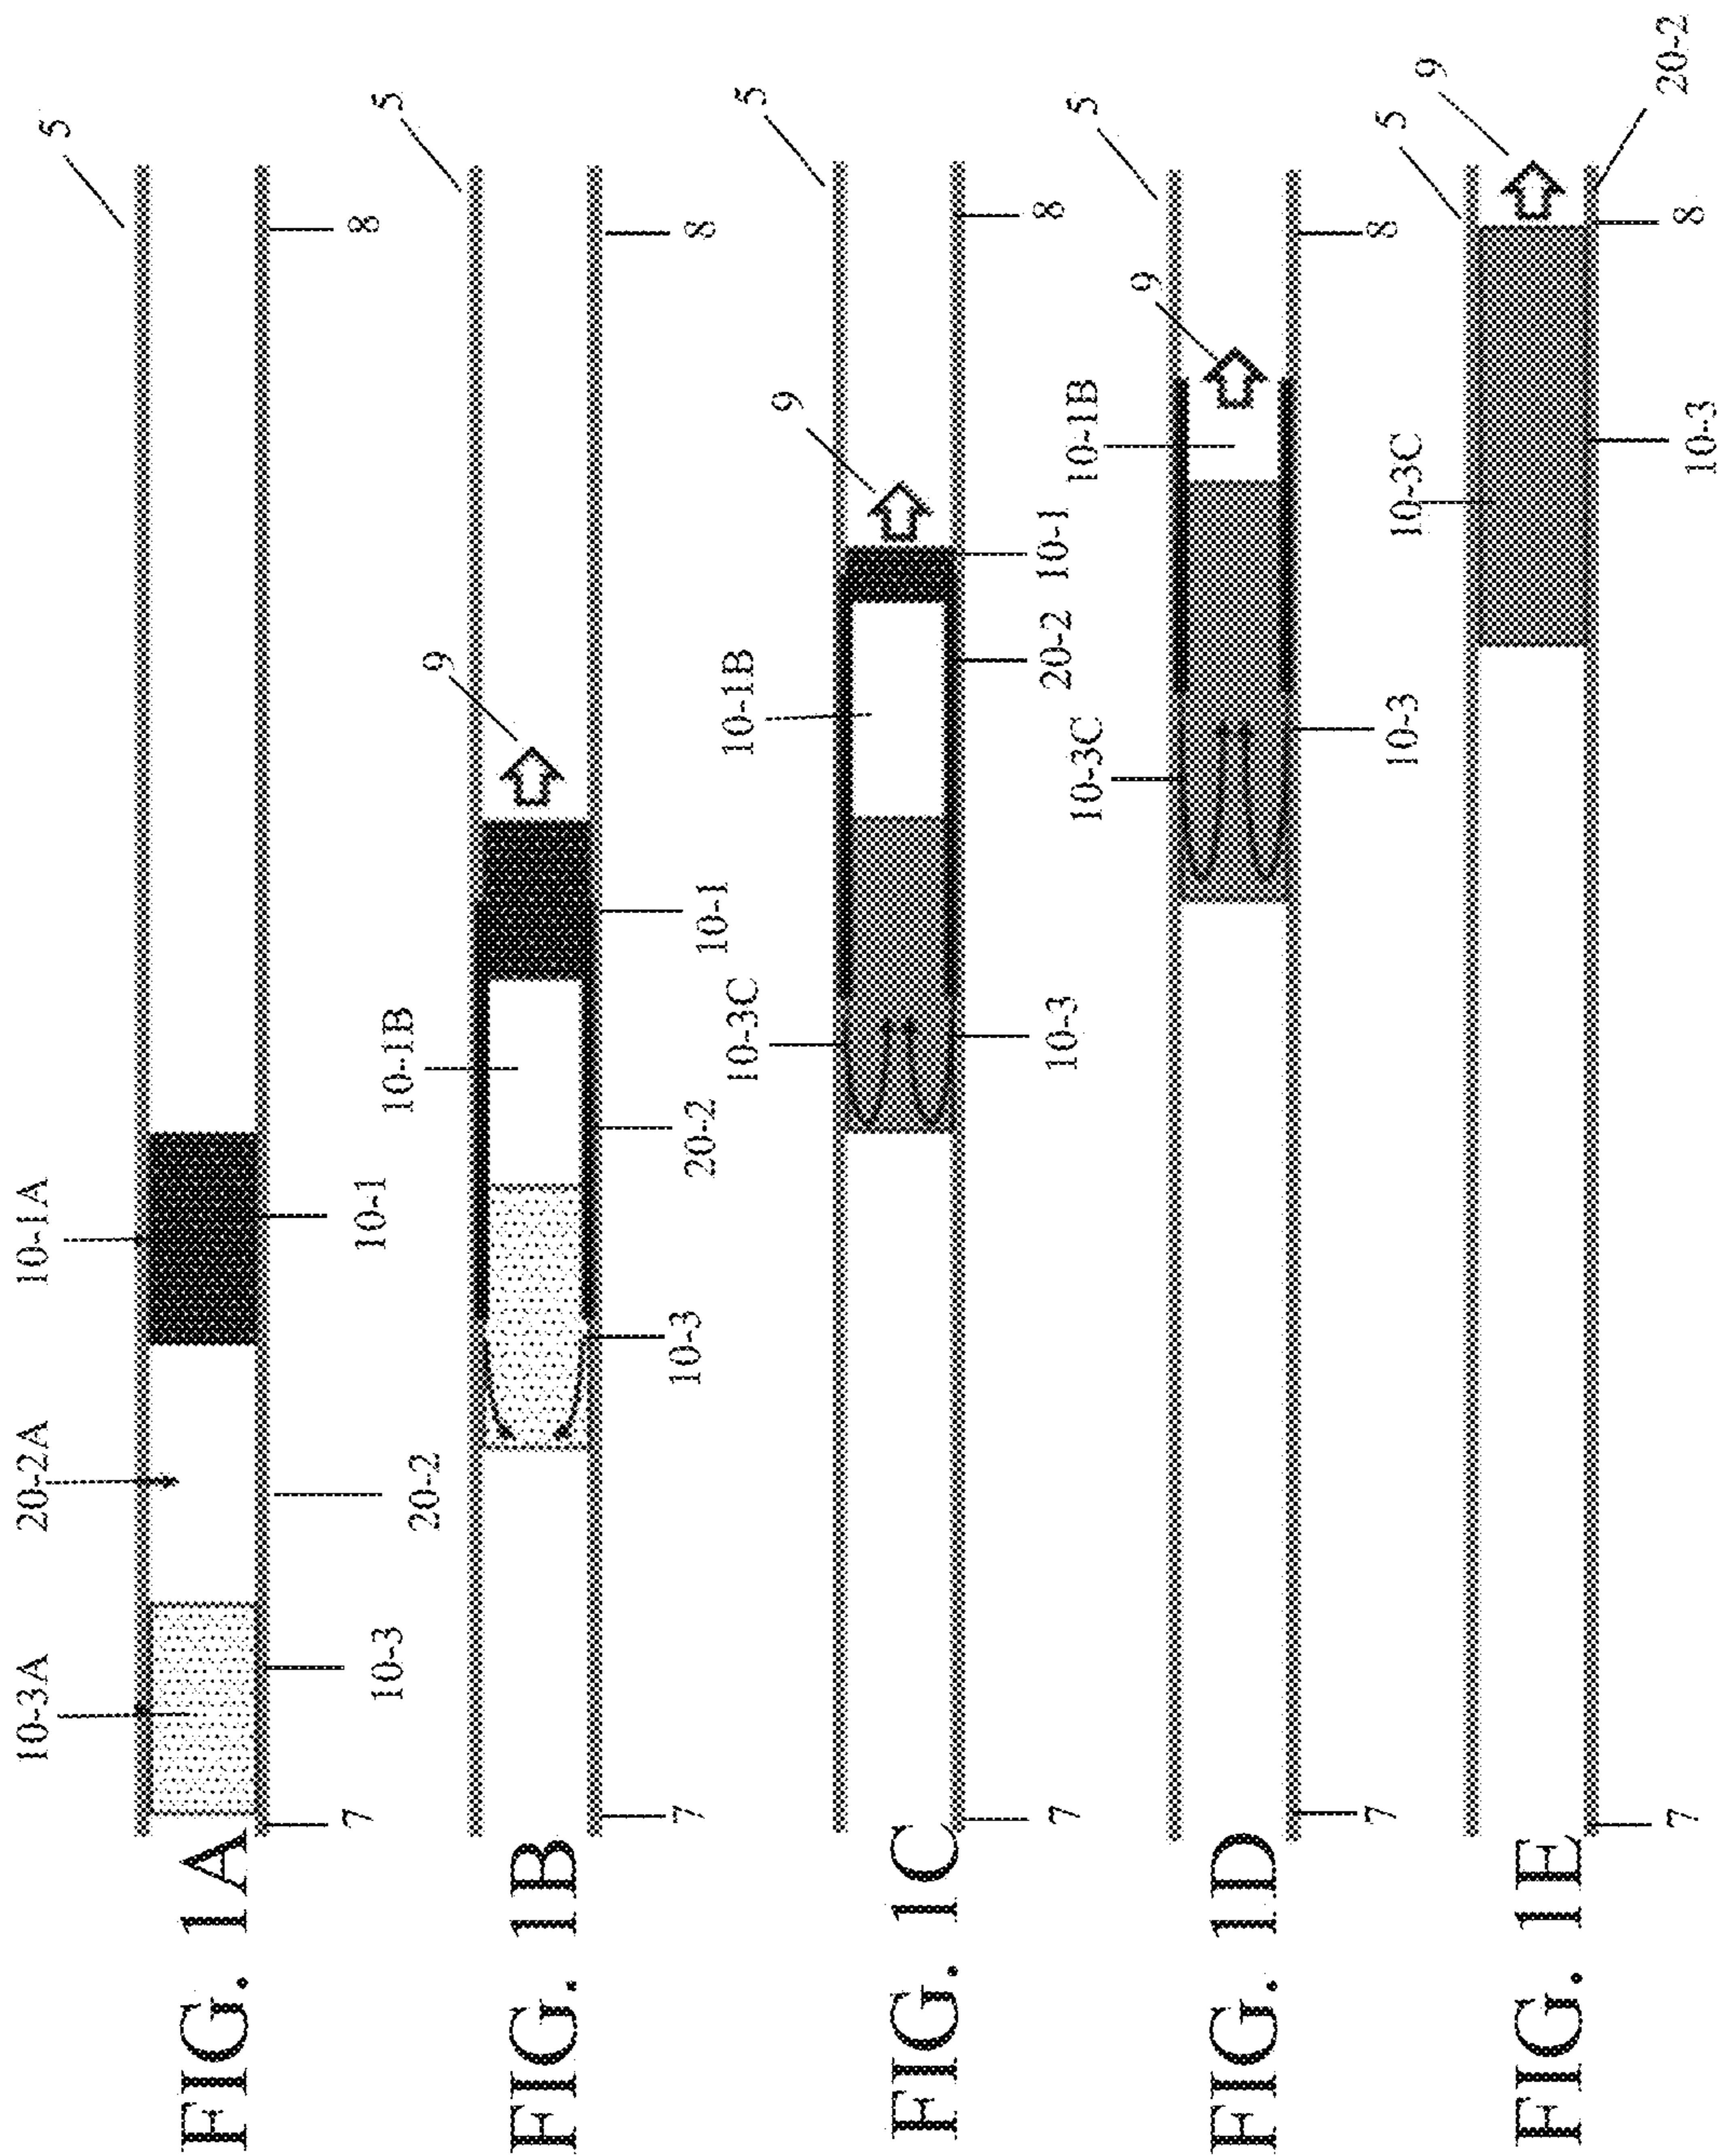 10-3A 20-2A 10-1A 5
FIG. 1A
7 10-3 20-2 10-1 8
10-1B 9 5
FIG. 1B
7 10-3 20-2 10-1 8
10-3C 10-1B 9 5
FIG. 1C
7 10-3 20-2 10-1 8
10-3C 10-1B 9 5
FIG. 1D
7 10-3 8
10-3C 5 9
FIG. 1E
7 10-3 8 20-2